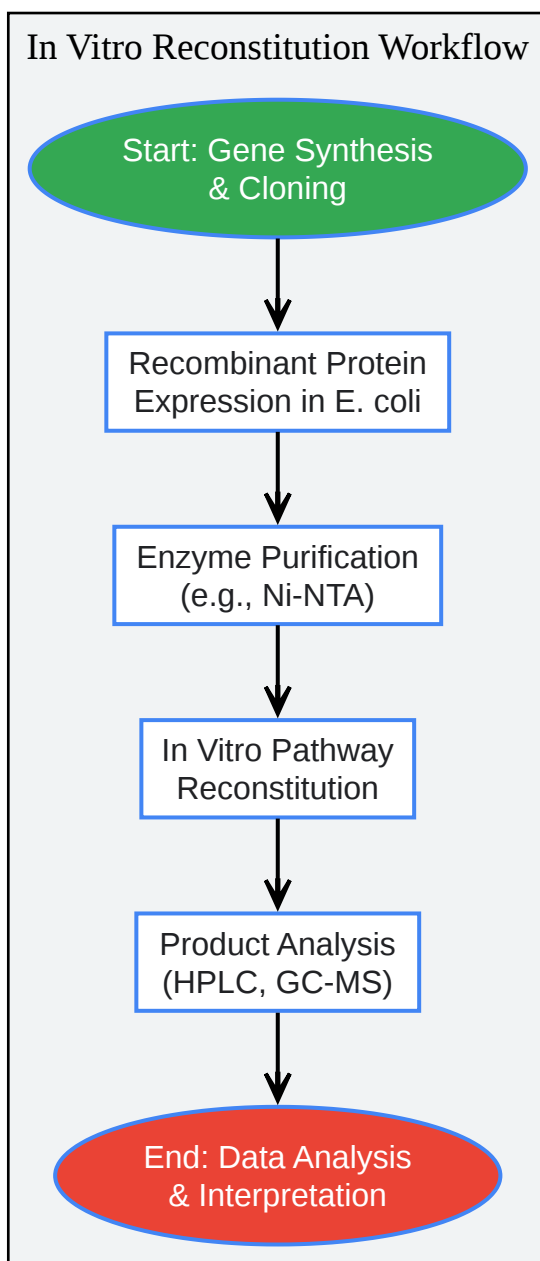 In Vitro Reconstitution Workflow
Start: Gene Synthesis
& Cloning
Recombinant Protein
Expression in E. coli
Enzyme Purification
(e.g., Ni-NTA)
In Vitro Pathway
Reconstitution
Product Analysis
(HPLC, GC-MS)
End: Data Analysis
& Interpretation